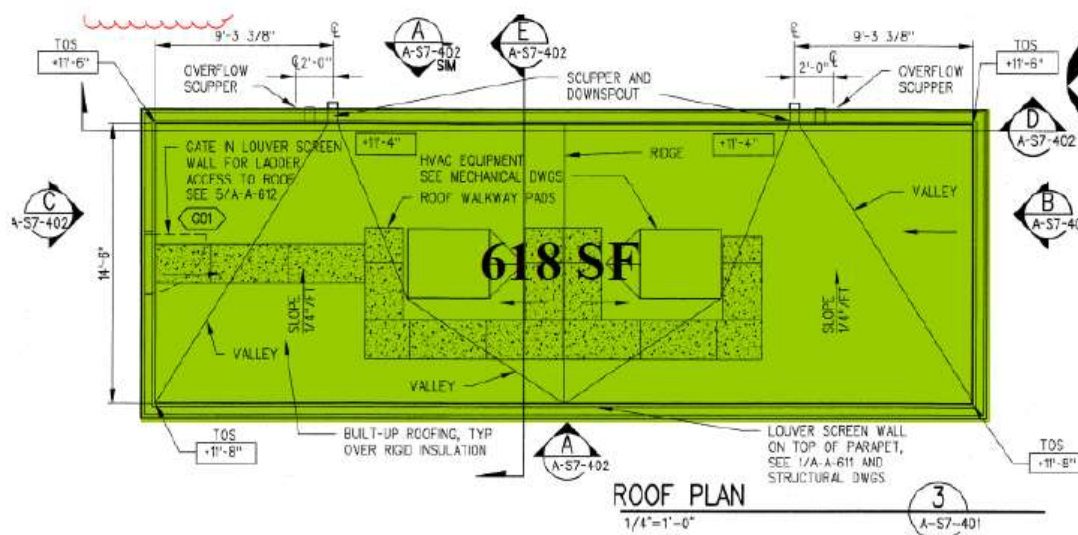 9'-3 3/8"
℄
A
A-S7-402
SIM
E
A-S7-402
℄
9'-3 3/8"
TOS
+11'-6"
℄ 2'-0"
OVERFLOW
SCUPPER
SCUPPER AND
DOWNSPOUT
2'-0" ℄
OVERFLOW
SCUPPER
TOS
+11'-6"
D
A-S7-402
GATE IN LOUVER SCREEN
WALL FOR LADDER
ACCESS TO ROOF
SEE 5/A-A-612
G01
+11'-4"
HVAC EQUIPMENT
SEE MECHANICAL DWGS
ROOF WALKWAY PADS
RIDGE
+11'-4"
VALLEY
C
A-S7-402
B
14'-6"
618 SF
SLOPE
1/4"/FT
SLOPE
1/4"/FT
VALLEY
VALLEY
TOS
+11'-8"
BUILT-UP ROOFING, TYP
OVER RIGID INSULATION
A
A-S7-402
LOUVER SCREEN WALL
ON TOP OF PARAPET,
SEE 1/A-A-611 AND
STRUCTURAL DWGS
TOS
+11'-8"
ROOF PLAN
1/4"=1'-0"
3
A-S7-401